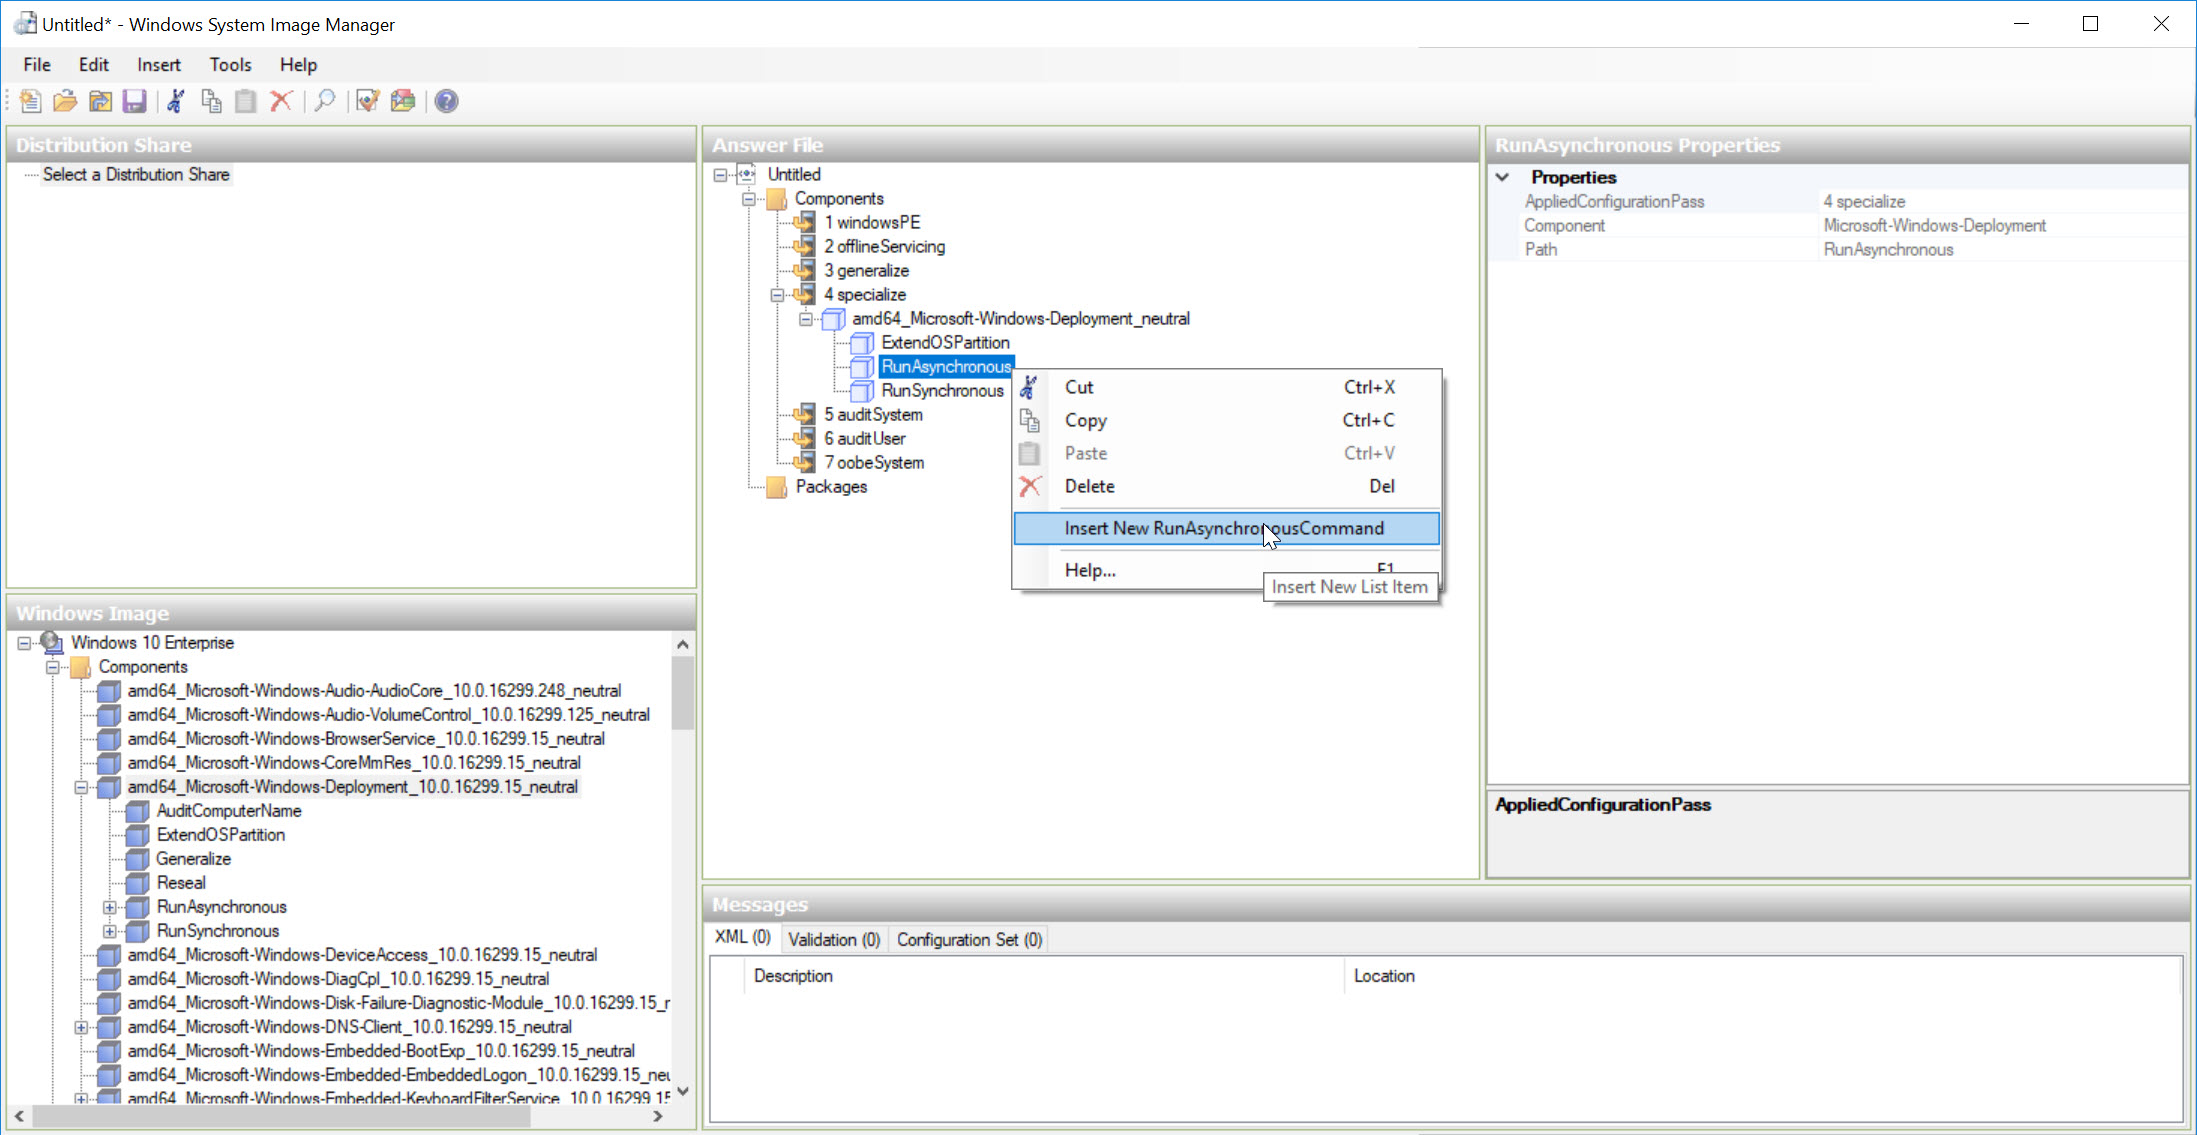 Untitled* - Windows System Image Manager
File Edit Insert Tools Help
Distribution Share
Select a Distribution Share
Windows Image
Windows 10 Enterprise
Components
amd64_Microsoft-Windows-Audio-AudioCore_10.0.16299.248_neutral
amd64_Microsoft-Windows-Audio-VolumeControl_10.0.16299.125_neutral
amd64_Microsoft-Windows-BrowserService_10.0.16299.15_neutral
amd64_Microsoft-Windows-CoreMmRes_10.0.16299.15_neutral
amd64_Microsoft-Windows-Deployment_10.0.16299.15_neutral
AuditComputerName
ExtendOSPartition
Generalize
Reseal
RunAsynchronous
RunSynchronous
amd64_Microsoft-Windows-DeviceAccess_10.0.16299.15_neutral
amd64_Microsoft-Windows-DiagCpl_10.0.16299.15_neutral
amd64_Microsoft-Windows-Disk-Failure-Diagnostic-Module_10.0.16299.15_r
amd64_Microsoft-Windows-DNS-Client_10.0.16299.15_neutral
amd64_Microsoft-Windows-Embedded-BootExp_10.0.16299.15_neutral
amd64_Microsoft-Windows-Embedded-EmbeddedLogon_10.0.16299.15_neu
amd64_Microsoft-Windows-Embedded-KeyboardFilterService_10.0.16299.15
Answer File
Untitled
Components
1 windowsPE
2 offlineServicing
3 generalize
4 specialize
amd64_Microsoft-Windows-Deployment_neutral
ExtendOSPartition
RunAsynchronous
RunSynchronous
5 auditSystem
6 auditUser
7 oobeSystem
Packages
Cut Ctrl+X
Copy Ctrl+C
Paste Ctrl+V
Delete Del
Insert New RunAsynchronousCommand
Help... F1
Insert New List Item
RunAsynchronous Properties
Properties
AppliedConfigurationPass 4 specialize
Component Microsoft-Windows-Deployment
Path RunAsynchronous
AppliedConfigurationPass
Messages
XML (0) Validation (0) Configuration Set (0)
Description Location